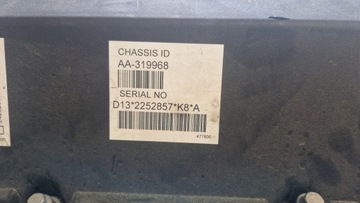 CHASSIS ID
AA-319968
SERIAL NO
D13*2252857*K8*A